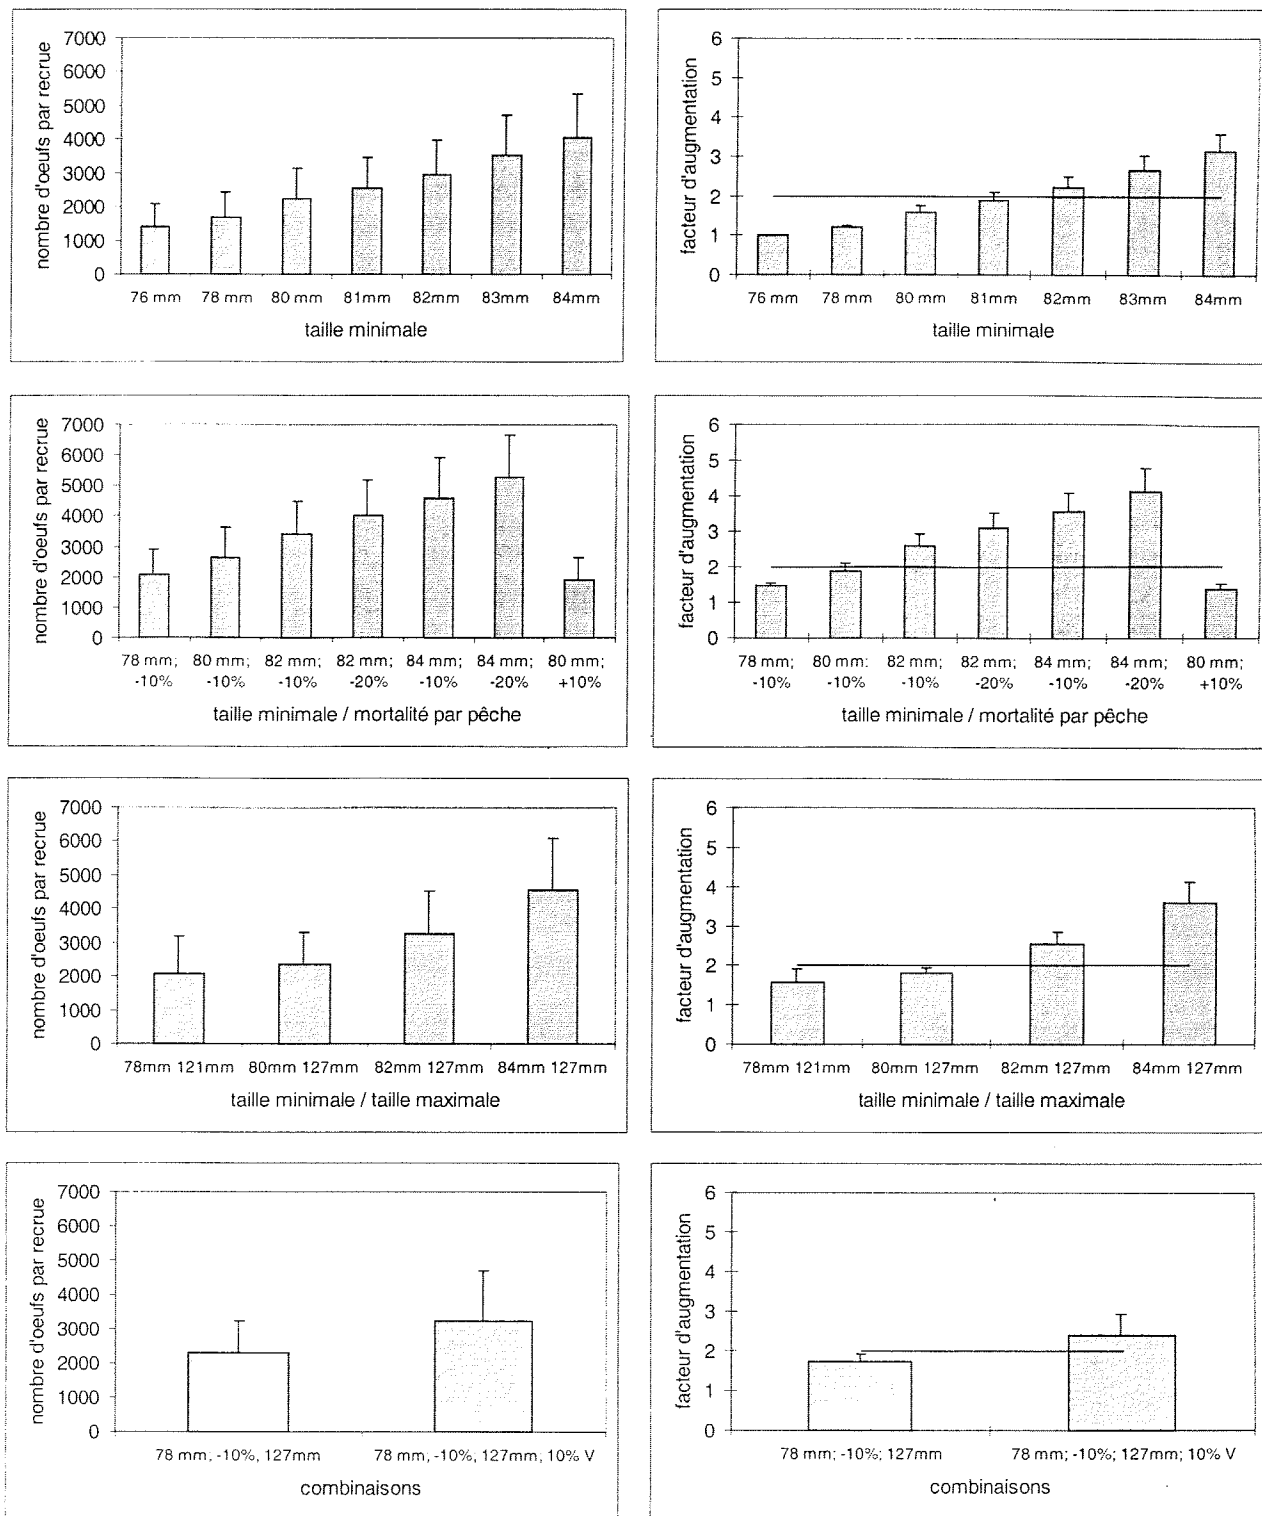 nombre d'oeufs par recrue
7000
6000
5000
4000
3000
2000
1000
0
76 mm 78 mm 80 mm 81mm 82mm 83mm 84mm
taille minimale
facteur d'augmentation
6
5
4
3
2
1
0
76 mm 78 mm 80 mm 81mm 82mm 83mm 84mm
taille minimale
nombre d'oeufs par recrue
7000
6000
5000
4000
3000
2000
1000
0
78 mm; 80 mm; 82 mm; 82 mm; 84 mm; 84 mm; 80 mm;
-10% -10% -10% -20% -10% -20% +10%
taille minimale / mortalité par pêche
facteur d'augmentation
6
5
4
3
2
1
0
78 mm; 80 mm: 82 mm; 82 mm; 84 mm; 84 mm; 80 mm;
-10% -10% -10% -20% -10% -20% +10%
taille minimale / mortalité par pêche
nombre d'oeufs par recrue
7000
6000
5000
4000
3000
2000
1000
0
78mm 121mm 80mm 127mm 82mm 127mm 84mm 127mm
taille minimale / taille maximale
facteur d'augmentation
6
5
4
3
2
1
0
78mm 121mm 80mm 127mm 82mm 127mm 84mm 127mm
taille minimale / taille maximale
nombre d'oeufs par recrue
7000
6000
5000
4000
3000
2000
1000
0
78 mm; -10%, 127mm 78 mm; -10%, 127mm; 10% V
combinaisons
facteur d'augmentation
6
5
4
3
2
1
0
78 mm; -10%; 127mm 78 mm; -10%; 127mm; 10% V
combinaisons